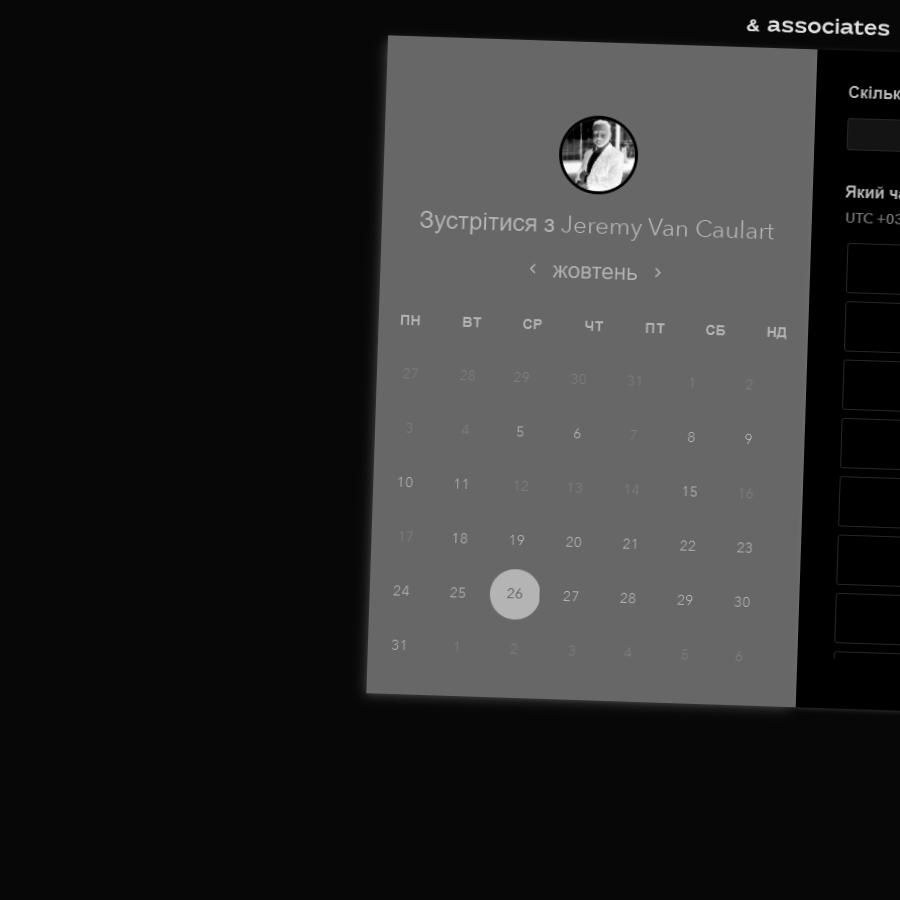 & associates
Зустрітися з Jeremy Van Caulart
жовтень
ПН ВТ СР ЧТ ПТ СБ НД
27 28 29 30 31 1 2
3 4 5 6 7 8 9
10 11 12 13 14 15 16
17 18 19 20 21 22 23
24 25 26 27 28 29 30
31 1 2 3 4 5 6
Скільк
Який ча
UTC +03